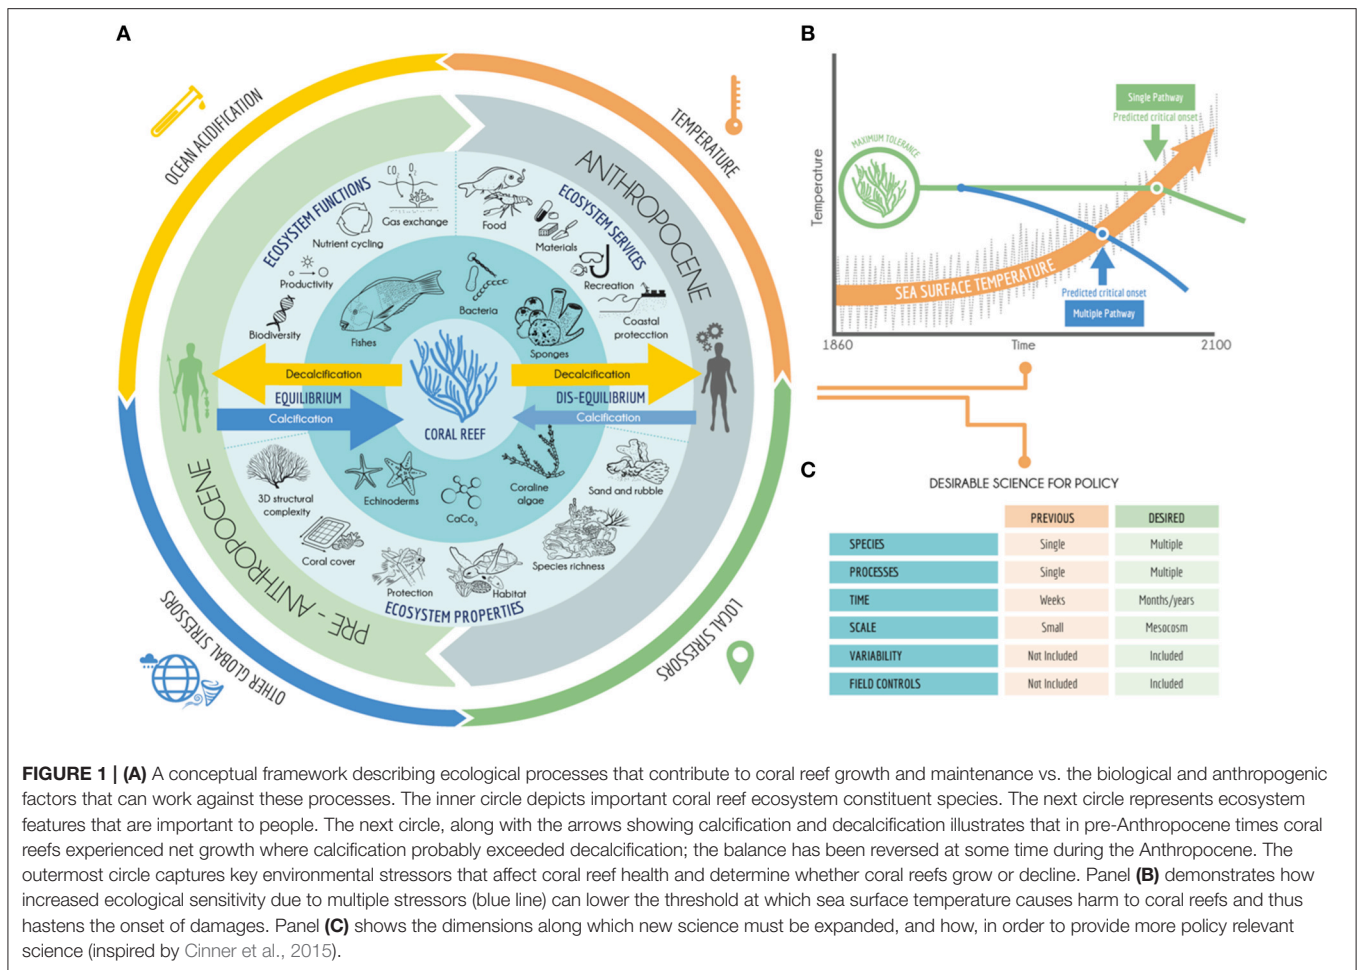 A
OCEAN ACIDIFICATION
TEMPERATURE
ANTHROPOCENE
ECOSYSTEM FUNCTIONS
ECOSYSTEM SERVICES
CO2 O2
Gas exchange
Nutrient cycling
Productivity
Biodiversity
Food
Materials
Recreation
Coastal
protecction
Fishes
Bacteria
Sponges
Decalcification
Decalcification
EQUILIBRIUM
DIS-EQUILIBRIUM
Calcification
Calcification
CORAL REEF
3D structural
complexity
Echinoderms
CaCO3
Coraline
algae
Sand and rubble
Coral cover
Protection
Habitat
Species richness
ECOSYSTEM PROPERTIES
PRE - ANTHROPOCENE
OTHER GLOBAL STRESSORS
LOCAL STRESSORS
B
Temperature
MAXIMUM TOLERANCE
Single Pathway
Predicted critical onset
SEA SURFACE TEMPERATURE
Predicted critical onset
Multiple Pathway
1860 Time 2100
C
DESIRABLE SCIENCE FOR POLICY
PREVIOUS DESIRED
SPECIES Single Multiple
PROCESSES Single Multiple
TIME Weeks Months/years
SCALE Small Mesocosm
VARIABILITY Not Included Included
FIELD CONTROLS Not Included Included
FIGURE 1 | (A) A conceptual framework describing ecological processes that contribute to coral reef growth and maintenance vs. the biological and anthropogenic
factors that can work against these processes. The inner circle depicts important coral reef ecosystem constituent species. The next circle represents ecosystem
features that are important to people. The next circle, along with the arrows showing calcification and decalcification illustrates that in pre-Anthropocene times coral
reefs experienced net growth where calcification probably exceeded decalcification; the balance has been reversed at some time during the Anthropocene. The
outermost circle captures key environmental stressors that affect coral reef health and determine whether coral reefs grow or decline. Panel (B) demonstrates how
increased ecological sensitivity due to multiple stressors (blue line) can lower the threshold at which sea surface temperature causes harm to coral reefs and thus
hastens the onset of damages. Panel (C) shows the dimensions along which new science must be expanded, and how, in order to provide more policy relevant
science (inspired by Cinner et al., 2015).